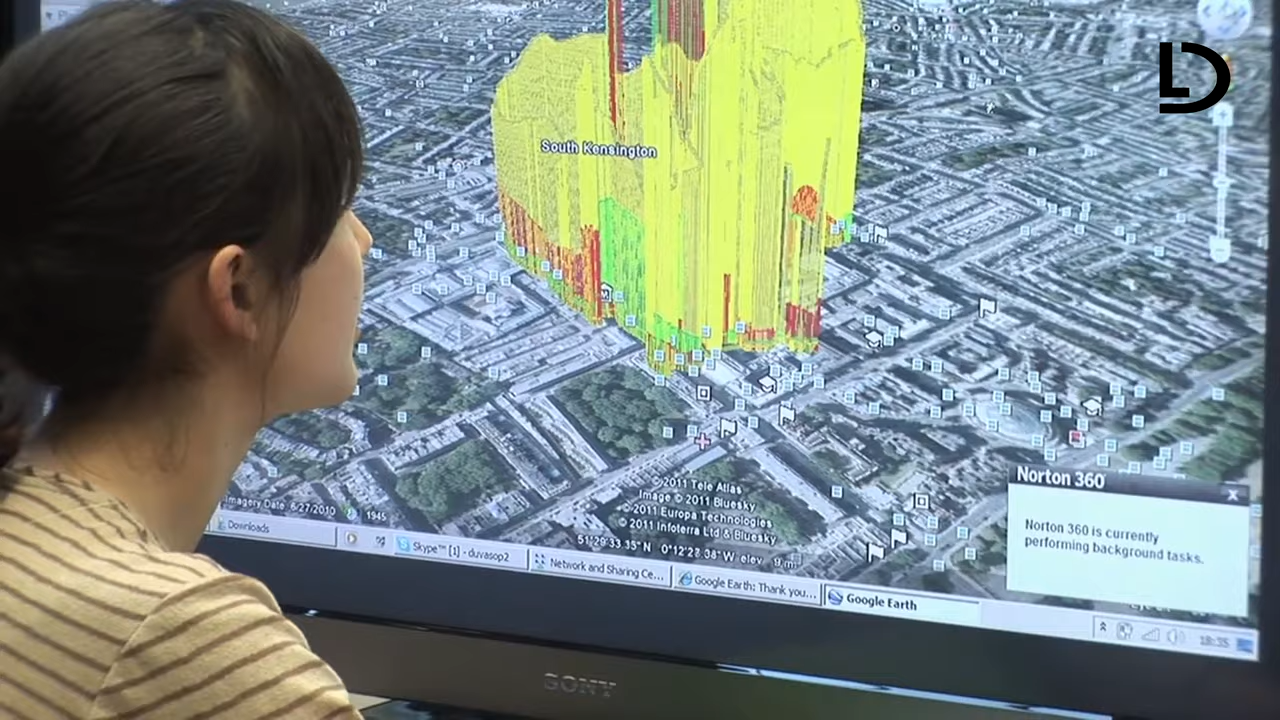 LD
South Kensington
Norton 360
x
Norton 360 is currently
performing background tasks.
©2011 Tele Atlas
Image © 2011 Bluesky
©2011 Europa Technologies
© 2011 Infoterra Ltd & Bluesky
Imagery Date: 6/27/2010
1945
51°29'33.35" N 0°12'27.38" W elev 9 m
Downloads
Skype™ [1] - duvasop2
Network and Sharing Ce...
Google Earth: Thank you...
Google Earth
18:35
SONY